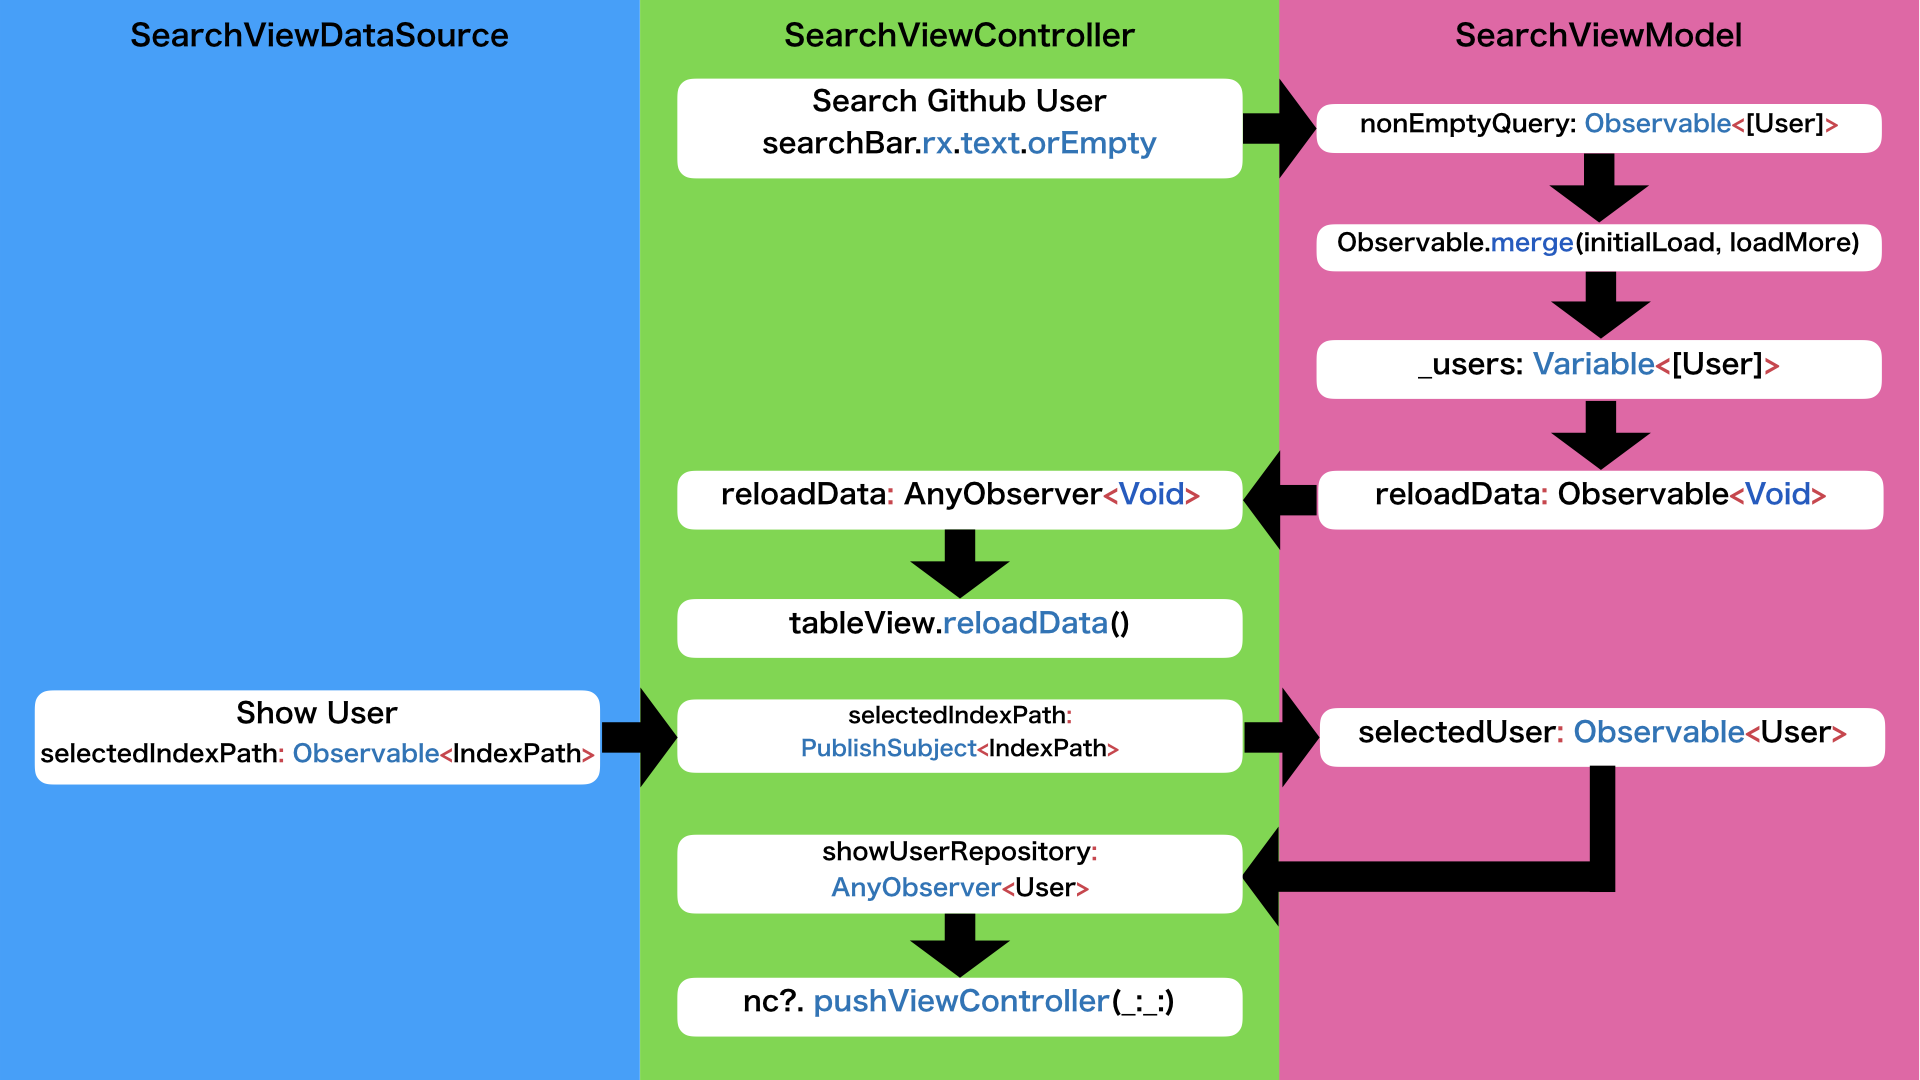 SearchViewDataSource
SearchViewController
SearchViewModel
Search Github User
searchBar.rx.text.orEmpty
nonEmptyQuery: Observable<[User]>
Observable.merge(initialLoad, loadMore)
_users: Variable<[User]>
reloadData: Observable<Void>
reloadData: AnyObserver<Void>
tableView.reloadData()
Show User
selectedIndexPath: Observable<IndexPath>
selectedIndexPath:
PublishSubject<IndexPath>
selectedUser: Observable<User>
showUserRepository:
AnyObserver<User>
nc?. pushViewController(_:_:)